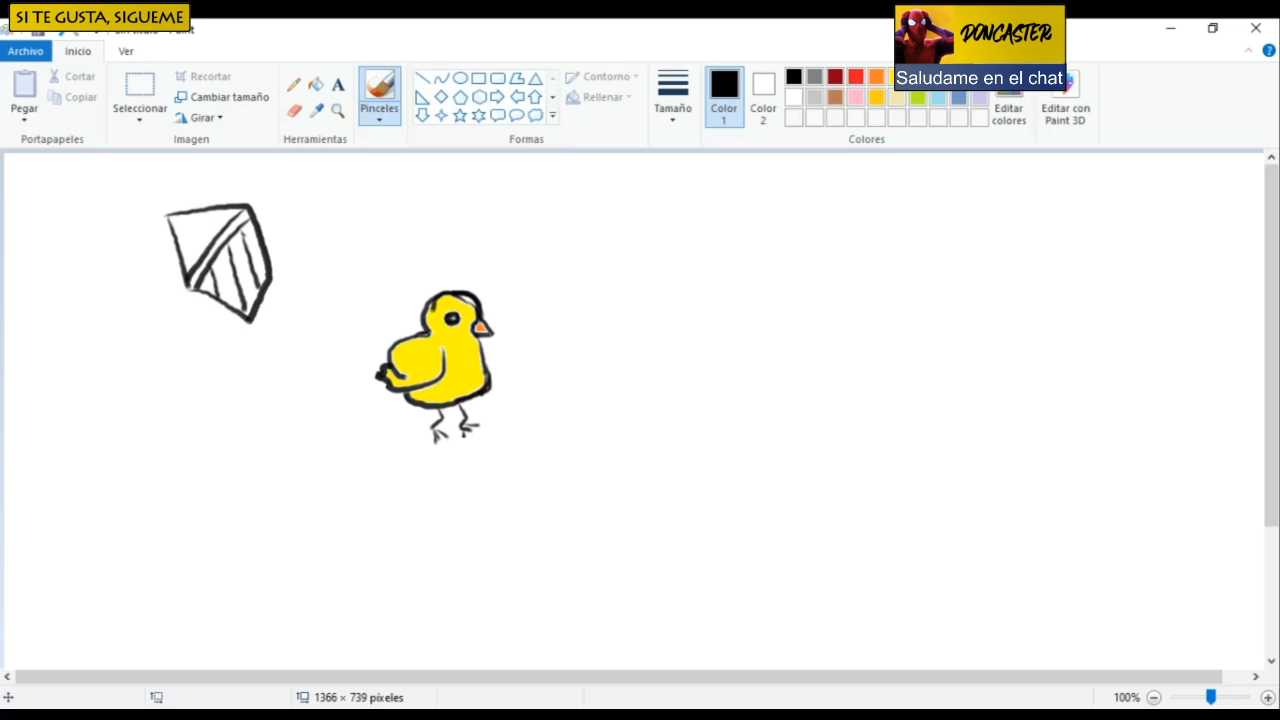 SI TE GUSTA, SIGUEME
DONCASTER
Saludame en el chat
Archivo
Inicio
Ver
Pegar
Cortar
Copiar
Portapapeles
Seleccionar
Recortar
Cambiar tamaño
Girar
Imagen
A
Herramientas
Pinceles
Formas
Contorno
Rellenar
Tamaño
Color
1
Color
2
Colores
Editar
colores
Editar con
Paint 3D
1366 × 739 píxeles
100%